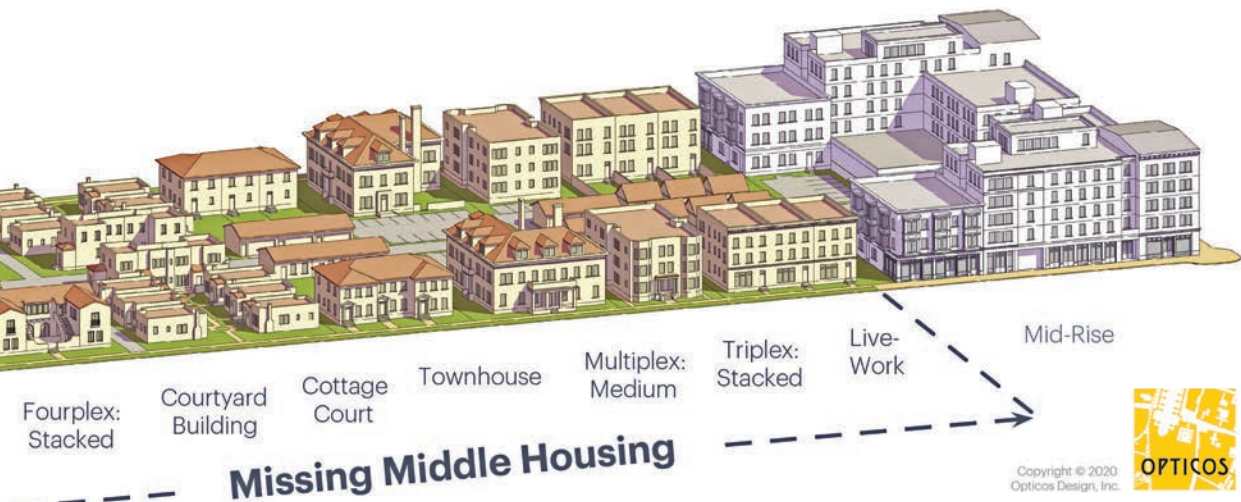 Fourplex:
Stacked
Courtyard
Building
Cottage
Court
Townhouse
Multiplex:
Medium
Triplex:
Stacked
Live-
Work
Mid-Rise
Missing Middle Housing
Copyright © 2020
Opticos Design, Inc.
OPTICOS